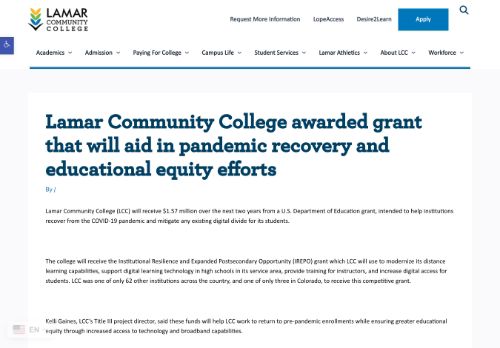 LAMAR
COMMUNITY
COLLEGE
Request More Information LopeAccess Desire2Learn Apply
Academics Admission Paying For College Campus Life Student Services Lamar Athletics About LCC Workforce
Lamar Community College awarded grant
that will aid in pandemic recovery and
educational equity efforts
By /
Lamar Community College (LCC) will receive $1.57 million over the next two years from a U.S. Department of Education grant, intended to help institutions
recover from the COVID-19 pandemic and mitigate any existing digital divide for its students.
The college will receive the Institutional Resilience and Expanded Postsecondary Opportunity (IREPO) grant which LCC will use to modernize its distance
learning capabilities, support digital learning technology in high schools in its service area, provide training for instructors, and increase digital access for
students. LCC was one of only 62 other institutions across the country, and one of only three in Colorado, to receive this competitive grant.
Kelli Gaines, LCC's Title III project director, said these funds will help LCC work to return to pre-pandemic enrollments while ensuring greater educational
equity through increased access to technology and broadband capabilities.
EN